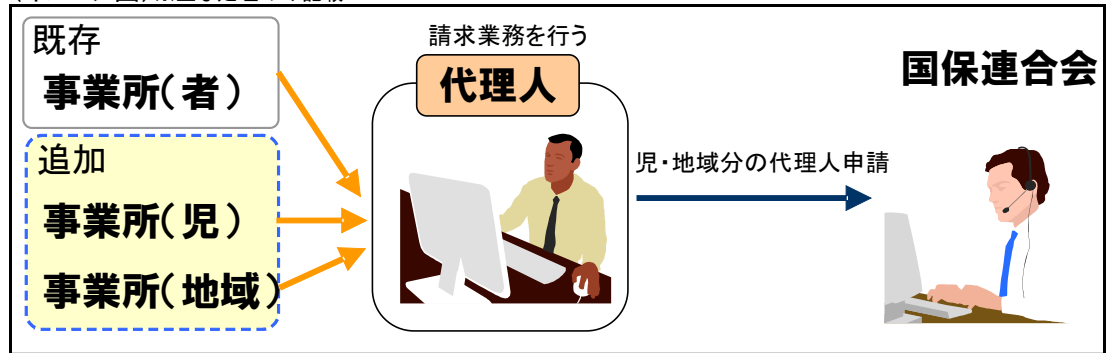 既存
事業所(者)
追加
事業所(児)
事業所(地域)
請求業務を行う
代理人
児・地域分の代理人申請
国保連合会